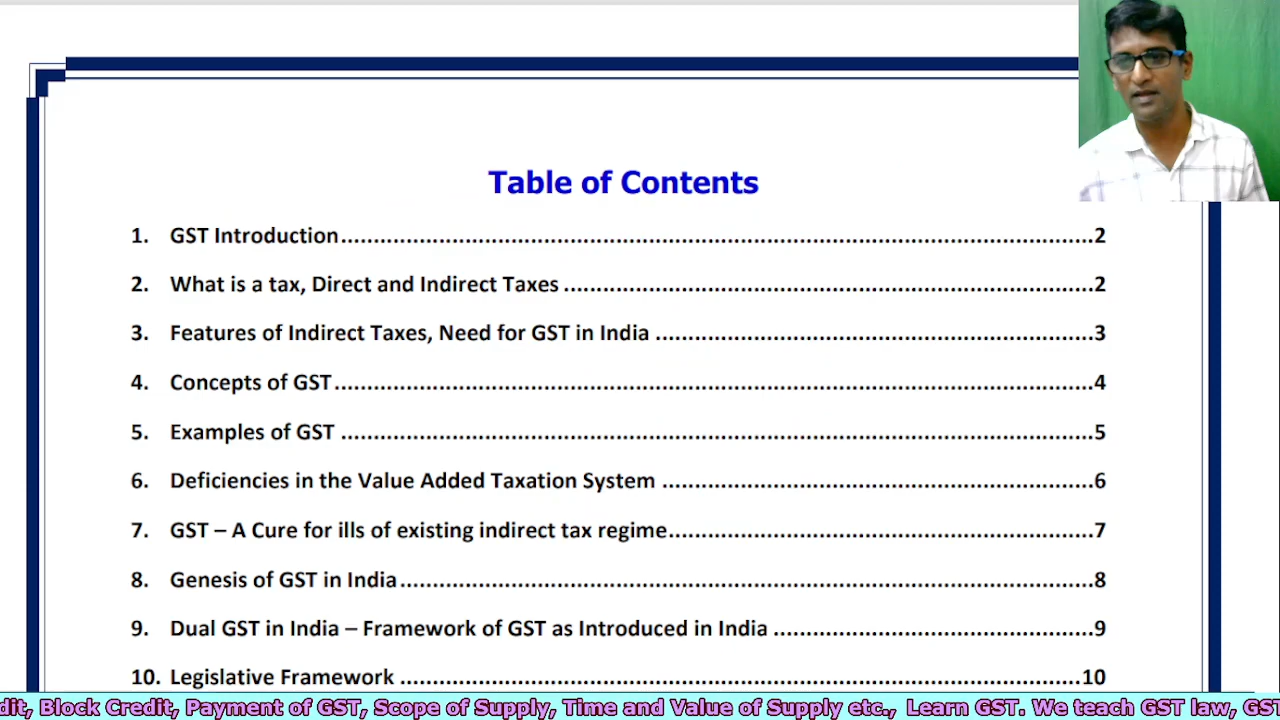 Table of Contents
1. GST Introduction......2
2. What is a tax, Direct and Indirect Taxes ......2
3. Features of Indirect Taxes, Need for GST in India ......3
4. Concepts of GST......4
5. Examples of GST ......5
6. Deficiencies in the Value Added Taxation System ......6
7. GST – A Cure for ills of existing indirect tax regime......7
8. Genesis of GST in India......8
9. Dual GST in India – Framework of GST as Introduced in India ......9
10. Legislative Framework ......10
dit, Block Credit, Payment of GST, Scope of Supply, Time and Value of Supply etc., Learn GST. We teach GST law, GST